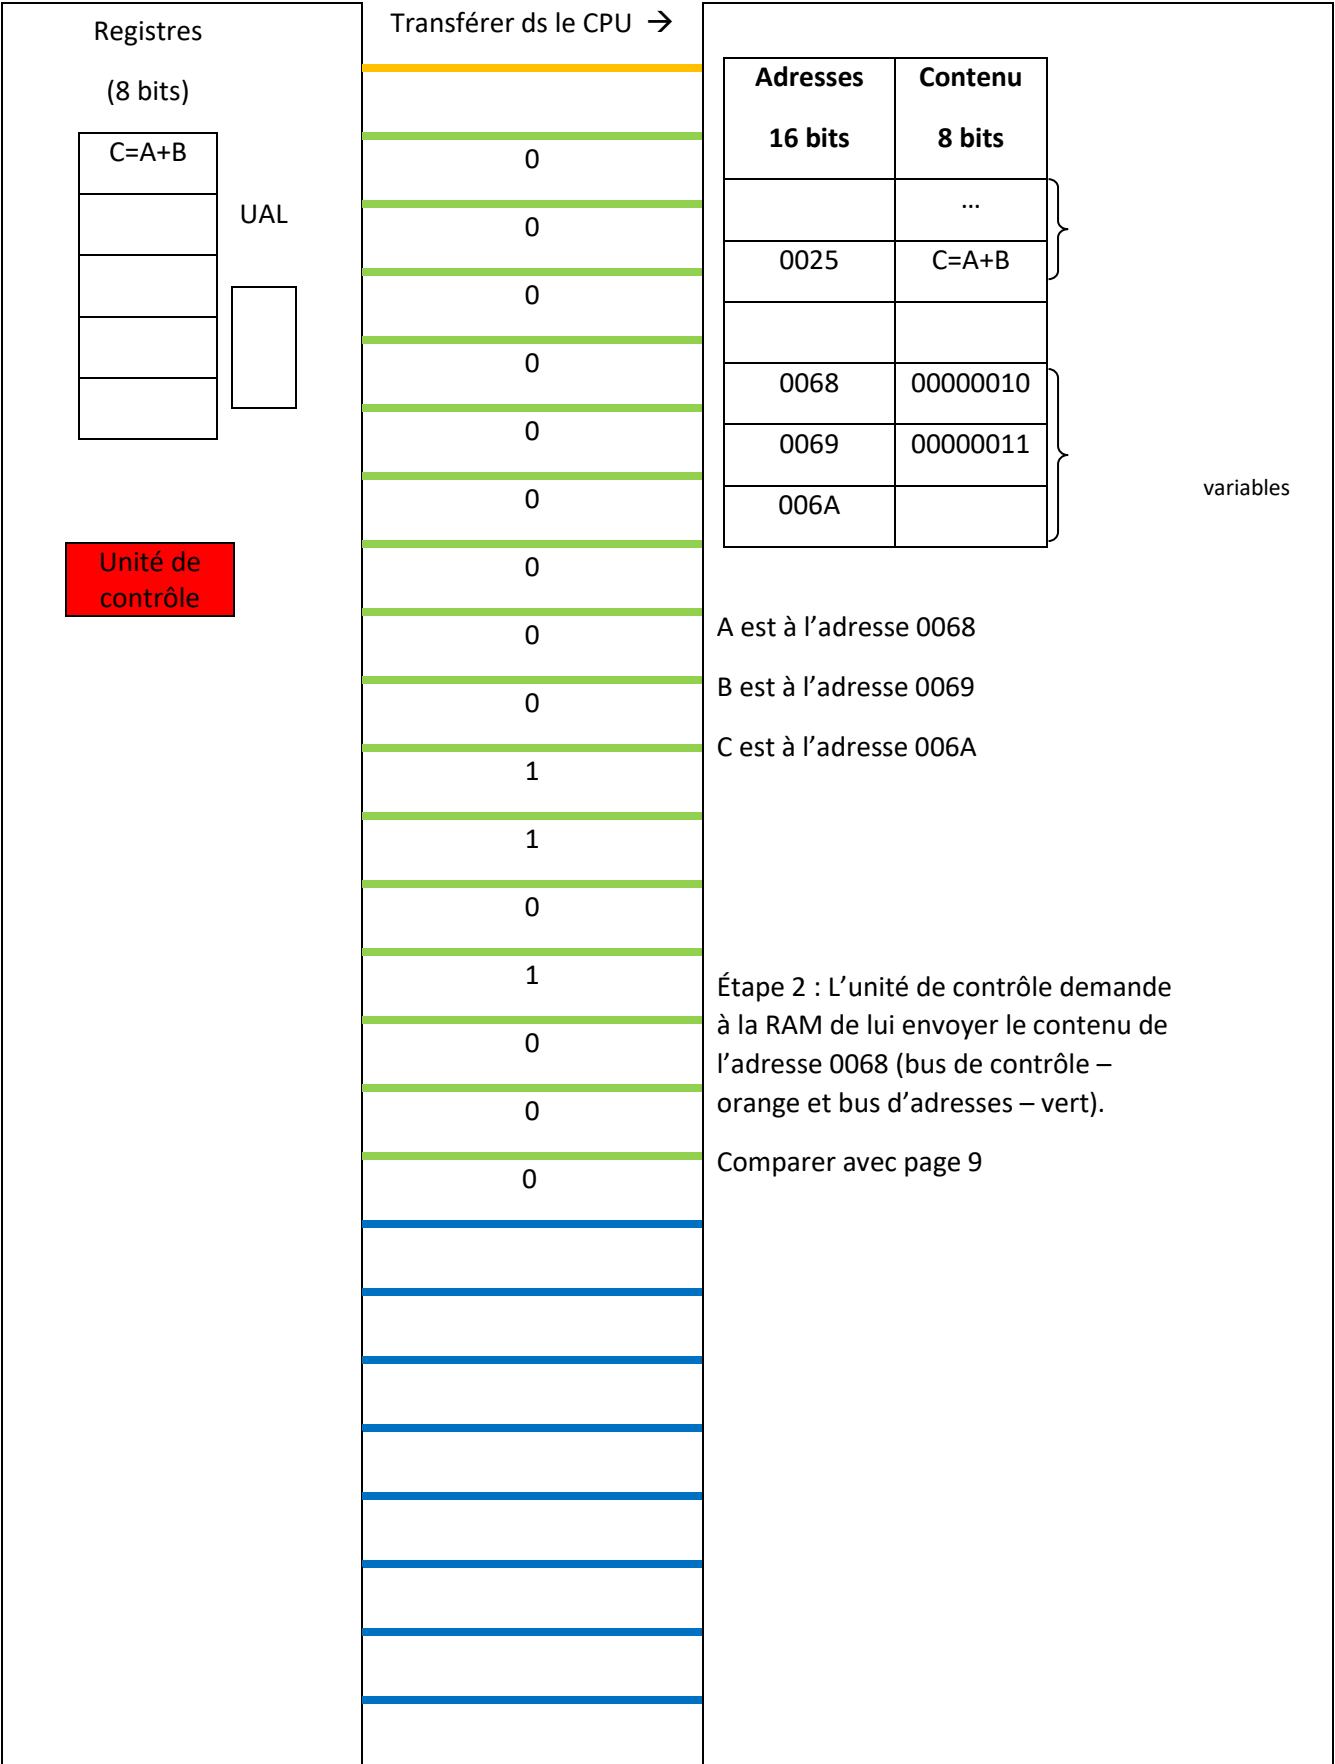 Registres
(8 bits)
C=A+B
UAL
Unité de
contrôle
Transférer ds le CPU →
0
0
0
0
0
0
0
0
0
1
1
0
1
0
0
0
Adresses Contenu
16 bits 8 bits
...
0025 C=A+B
0068 00000010
0069 00000011
006A
variables
A est à l’adresse 0068
B est à l’adresse 0069
C est à l’adresse 006A
Étape 2 : L’unité de contrôle demande
à la RAM de lui envoyer le contenu de
l’adresse 0068 (bus de contrôle –
orange et bus d’adresses – vert).
Comparer avec page 9